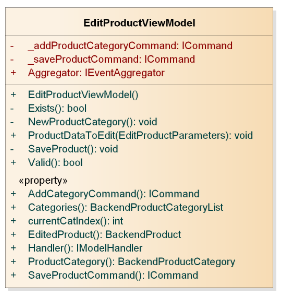 EditProductViewModel
- _addProductCategoryCommand: ICommand
- _saveProductCommand: ICommand
+ Aggregator: IEventAggregator
+ EditProductViewModel()
- Exists(): bool
- NewProductCategory(): void
+ ProductDataToEdit(EditProductParameters): void
- SaveProduct(): void
+ Valid(): bool
«property»
+ AddCategoryCommand(): ICommand
+ Categories(): BackendProductCategoryList
+ currentCatIndex(): int
+ EditedProduct(): BackendProduct
+ Handler(): IModelHandler
+ ProductCategory(): BackendProductCategory
+ SaveProductCommand(): ICommand